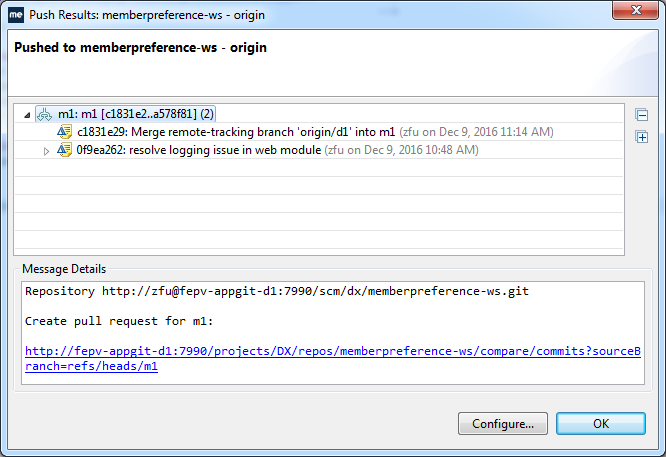 me Push Results: memberpreference-ws - origin
Pushed to memberpreference-ws - origin
m1: m1 [c1831e2..a578f81] (2)
c1831e29: Merge remote-tracking branch 'origin/d1' into m1 (zfu on Dec 9, 2016 11:14 AM)
0f9ea262: resolve logging issue in web module (zfu on Dec 9, 2016 10:48 AM)
Message Details
Repository http://zfu@fepv-appgit-d1:7990/scm/dx/memberpreference-ws.git
Create pull request for m1:
http://fepv-appgit-d1:7990/projects/DX/repos/memberpreference-ws/compare/commits?sourceB
ranch=refs/heads/m1
Configure... OK